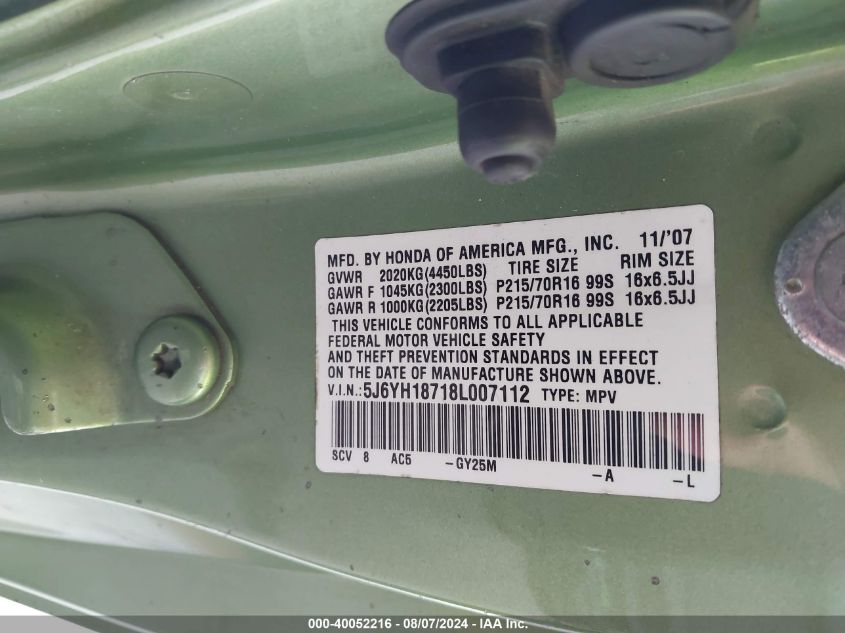 MFD. BY HONDA OF AMERICA MFG., INC. 11/'07
GVWR 2020KG(4450LBS) TIRE SIZE RIM SIZE
GAWR F 1045KG(2300LBS) P215/70R16 99S 16x6.5JJ
GAWR R 1000KG(2205LBS) P215/70R16 99S 16x6.5JJ
THIS VEHICLE CONFORMS TO ALL APPLICABLE
FEDERAL MOTOR VEHICLE SAFETY
AND THEFT PREVENTION STANDARDS IN EFFECT
ON THE DATE OF MANUFACTURE SHOWN ABOVE.
V.I.N.:5J6YH18718L007112 TYPE: MPV
SCV 8 AC5 -GY25M -A -L
000-40052216 - 08/07/2024 - IAA Inc.